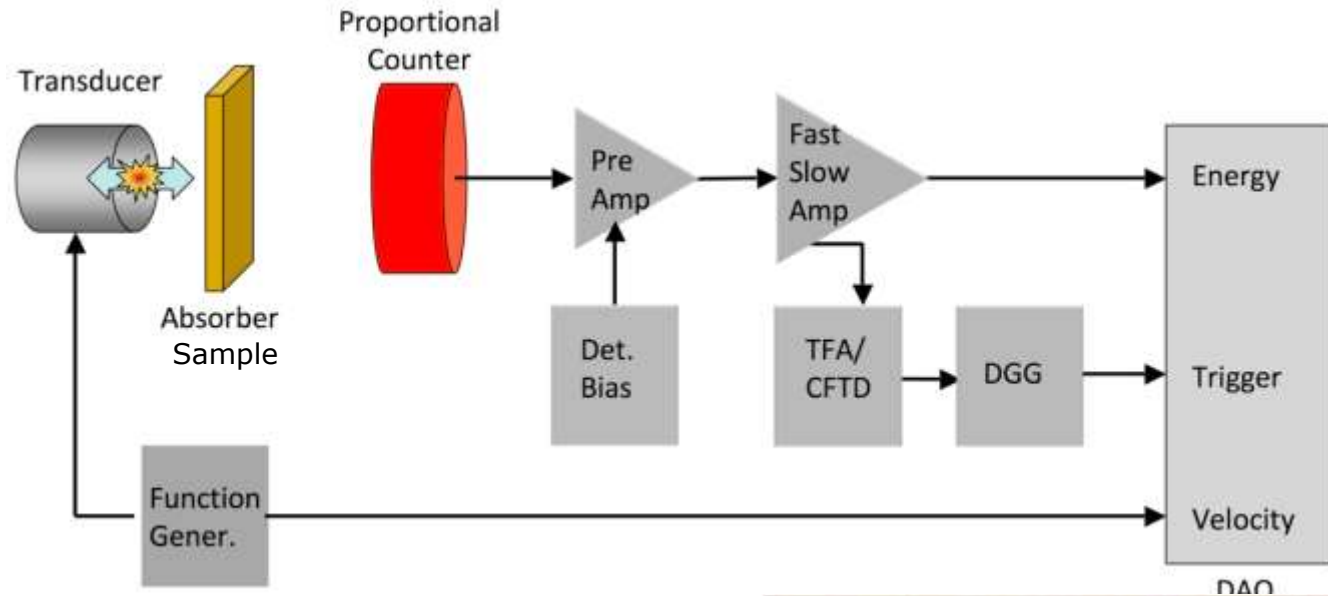 Proportional
Counter
Transducer
Pre
Amp
Fast
Slow
Amp
Energy
Absorber
Sample
Det.
Bias
TFA/
CFTD
DGG
Trigger
Function
Gener.
Velocity